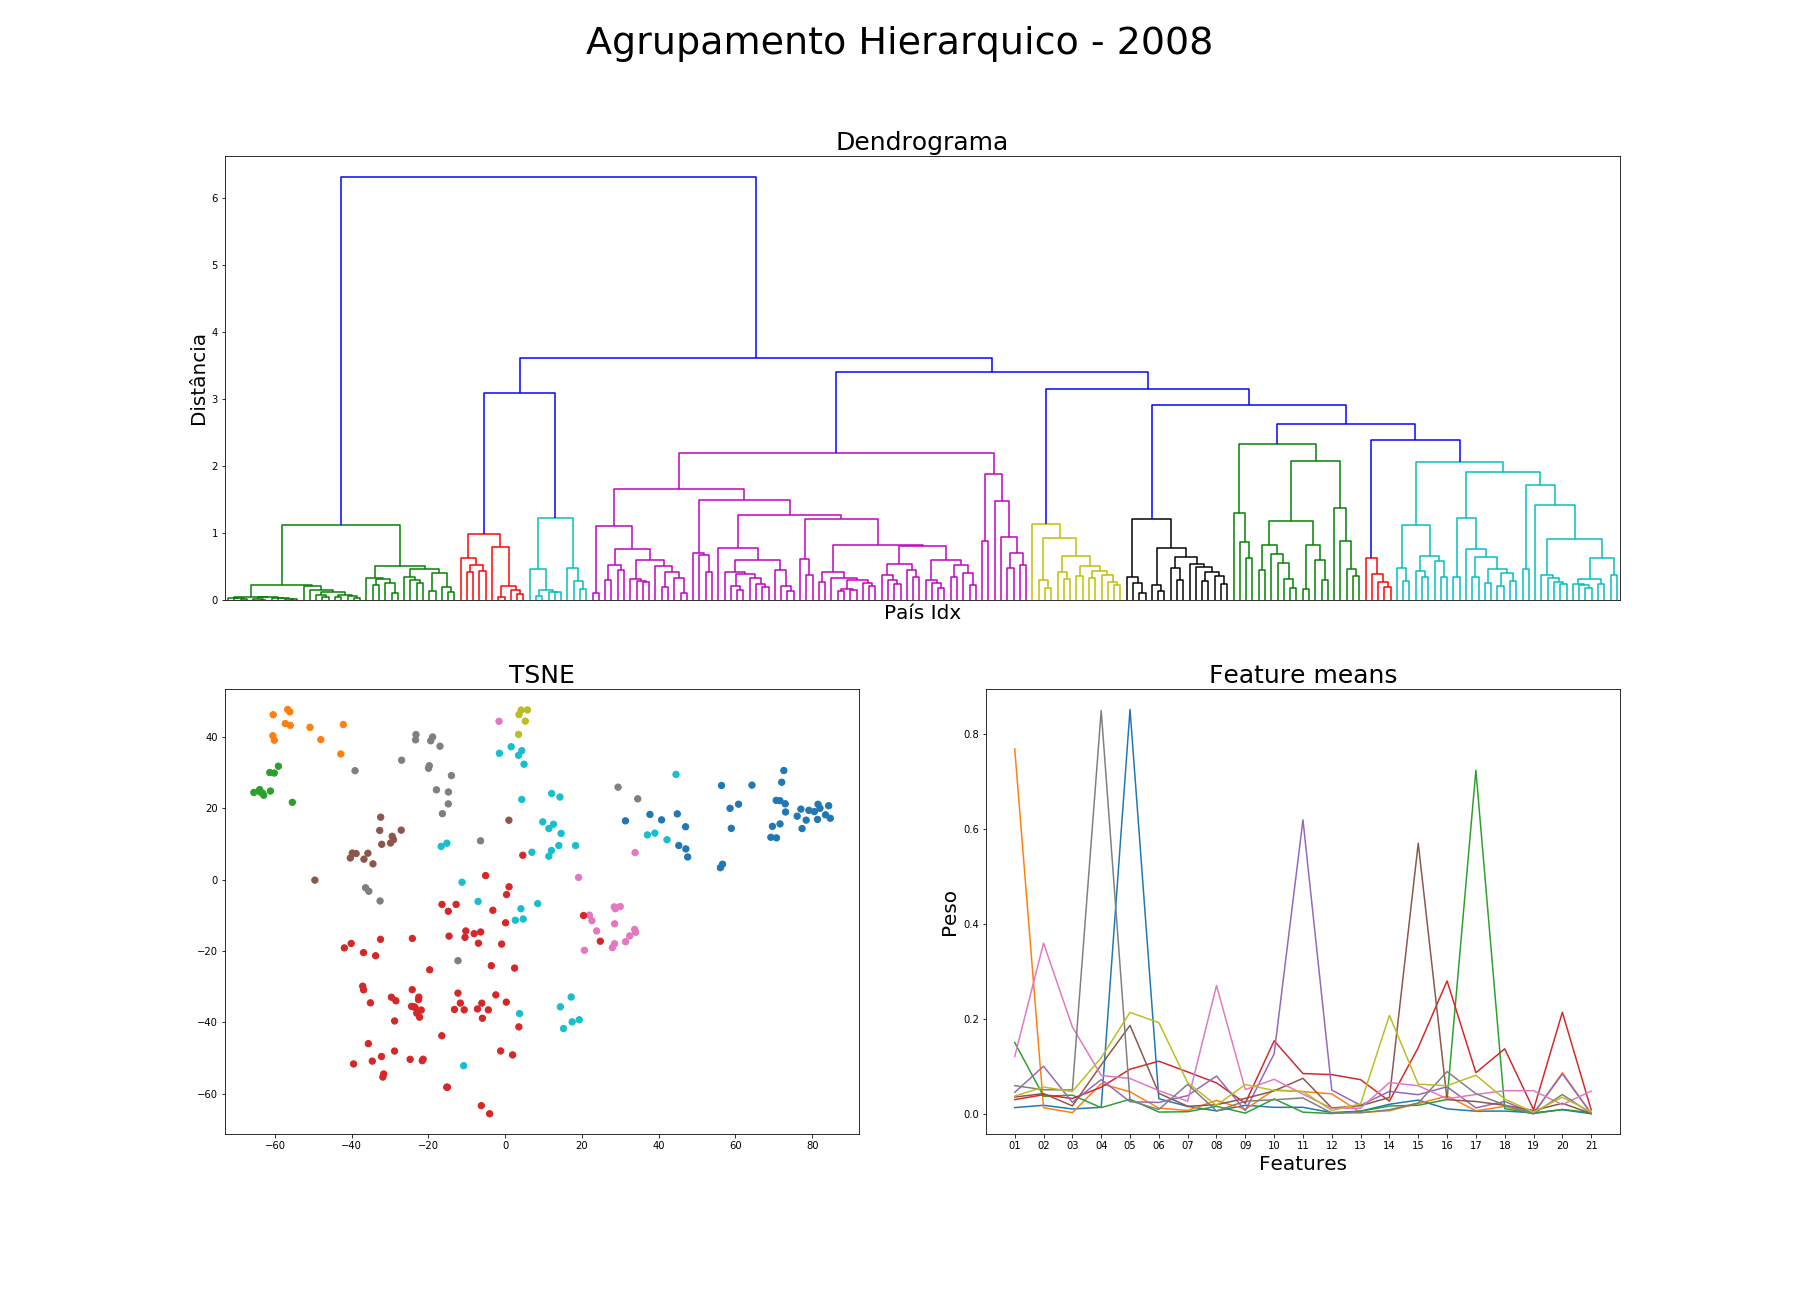 Agrupamento Hierarquico - 2008
Dendrograma
6
5
4
3
2
1
0
Distância
País Idx
TSNE
40
20
0
−20
−40
−60
−60 −40 −20 0 20 40 60 80
Feature means
0.8
0.6
0.4
0.2
0.0
Peso
01 02 03 04 05 06 07 08 09 10 11 12 13 14 15 16 17 18 19 20 21
Features